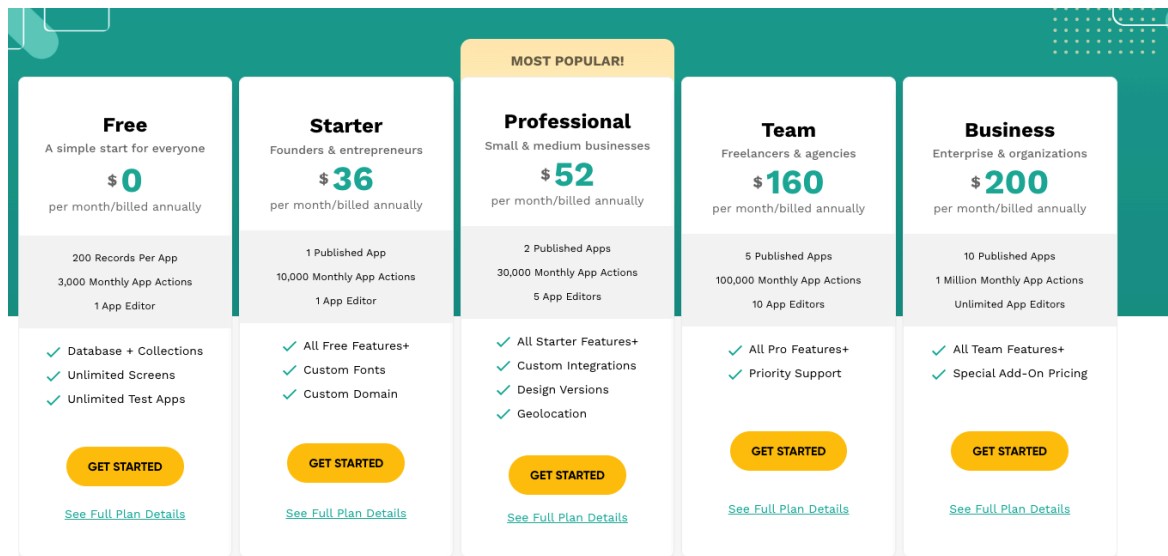 MOST POPULAR!
Free
A simple start for everyone
$0
per month/billed annually
200 Records Per App
3,000 Monthly App Actions
1 App Editor
Database + Collections
Unlimited Screens
Unlimited Test Apps
GET STARTED
See Full Plan Details
Starter
Founders & entrepreneurs
$36
per month/billed annually
1 Published App
10,000 Monthly App Actions
1 App Editor
All Free Features+
Custom Fonts
Custom Domain
GET STARTED
See Full Plan Details
Professional
Small & medium businesses
$52
per month/billed annually
2 Published Apps
30,000 Monthly App Actions
5 App Editors
All Starter Features+
Custom Integrations
Design Versions
Geolocation
GET STARTED
See Full Plan Details
Team
Freelancers & agencies
$160
per month/billed annually
5 Published Apps
100,000 Monthly App Actions
10 App Editors
All Pro Features+
Priority Support
GET STARTED
See Full Plan Details
Business
Enterprise & organizations
$200
per month/billed annually
10 Published Apps
1 Million Monthly App Actions
Unlimited App Editors
All Team Features+
Special Add-On Pricing
GET STARTED
See Full Plan Details